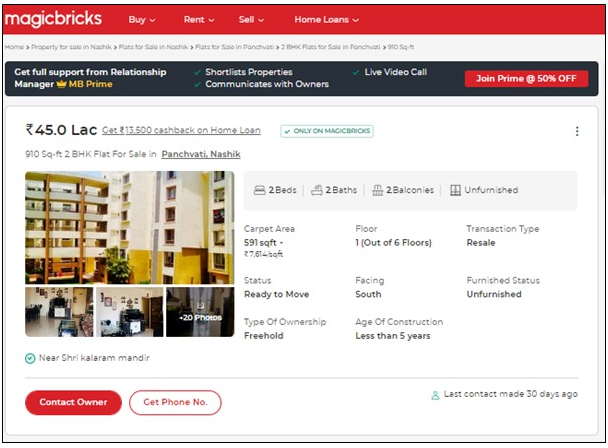 magicbricks Buy Rent Sell Home Loans
Home > Property for sale in Nashik > Flats for Sale in Nashik > Flats for Sale in Panchvati > 2 BHK Flats for Sale in Panchvati > 910 Sq-ft
Get full support from Relationship
Manager MB Prime
Shortlists Properties
Communicates with Owners
Live Video Call
Join Prime @ 50% OFF
₹45.0 Lac Get ₹13,500 cashback on Home Loan ONLY ON MAGICBRICKS
910 Sq-ft 2 BHK Flat For Sale in Panchvati, Nashik
2 Beds 2 Baths 2 Balconies Unfurnished
Carpet Area Floor Transaction Type
591 sqft 1 (Out of 6 Floors) Resale
₹7,614/sqft
Status Facing Furnished Status
Ready to Move South Unfurnished
Type Of Ownership Age Of Construction
Freehold Less than 5 years
+20 Photos
Near Shri kalaram mandir
Contact Owner Get Phone No. Last contact made 30 days ago